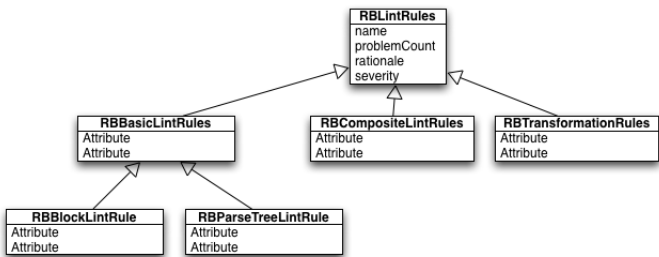 RBLintRules
name
problemCount
rationale
severity
RBBasicLintRules
Attribute
Attribute
RBCompositeLintRules
Attribute
Attribute
RBTransformationRules
Attribute
Attribute
RBBlockLintRule
Attribute
Attribute
RBParseTreeLintRule
Attribute
Attribute